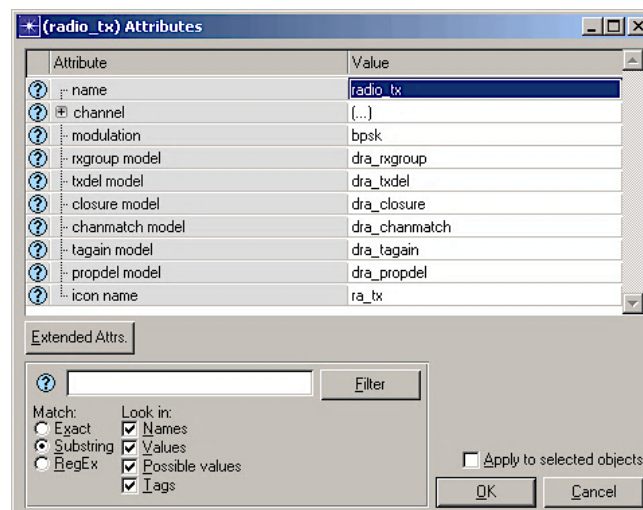 (radio_tx) Attributes
Attribute Value
name radio_tx
channel (...)
modulation bpsk
rxgroup model dra_rxgroup
txdel model dra_txdel
closure model dra_closure
chanmatch model dra_chanmatch
tagain model dra_tagain
propdel model dra_propdel
icon name ra_tx
Extended Attrs.
Filter
Match: Look in:
Exact Names
Substring Values
RegEx Possible values
Tags
Apply to selected objects
OK Cancel